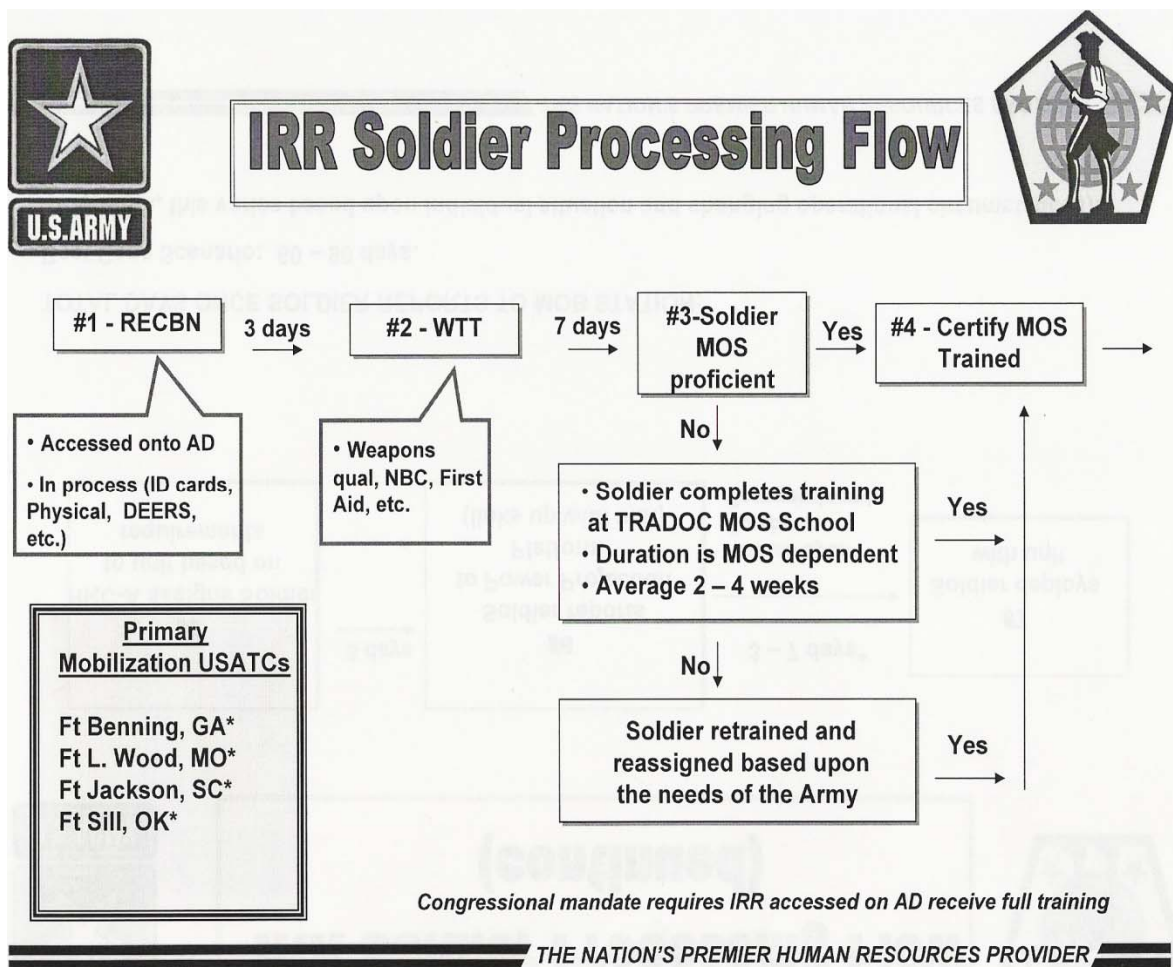 U.S.ARMY
IRR Soldier Processing Flow
#1 - RECBN
3 days
#2 - WTT
7 days
#3-Soldier
MOS
proficient
Yes
#4 - Certify MOS
Trained
• Accessed onto AD
• In process (ID cards,
Physical, DEERS,
etc.)
• Weapons
qual, NBC, First
Aid, etc.
No
• Soldier completes training
at TRADOC MOS School
• Duration is MOS dependent
• Average 2 – 4 weeks
Yes
No
Soldier retrained and
reassigned based upon
the needs of the Army
Yes
Primary
Mobilization USATCs
Ft Benning, GA*
Ft L. Wood, MO*
Ft Jackson, SC*
Ft Sill, OK*
Congressional mandate requires IRR accessed on AD receive full training
THE NATION'S PREMIER HUMAN RESOURCES PROVIDER